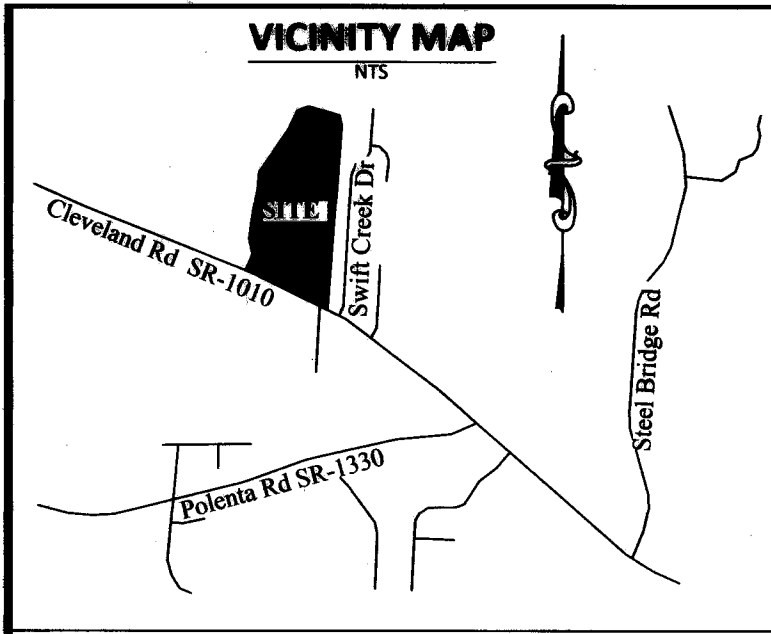 VICINITY MAP
NTS
SITE
Swift Creek Dr
Cleveland Rd SR-1010
Steel Bridge Rd
Polenta Rd SR-1330